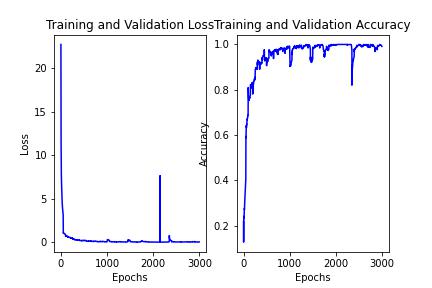 Training and Validation Loss
20
15
10
5
0
Loss
0 1000 2000 3000
Epochs
Training and Validation Accuracy
1.0
0.8
0.6
0.4
0.2
Accuracy
0 1000 2000 3000
Epochs